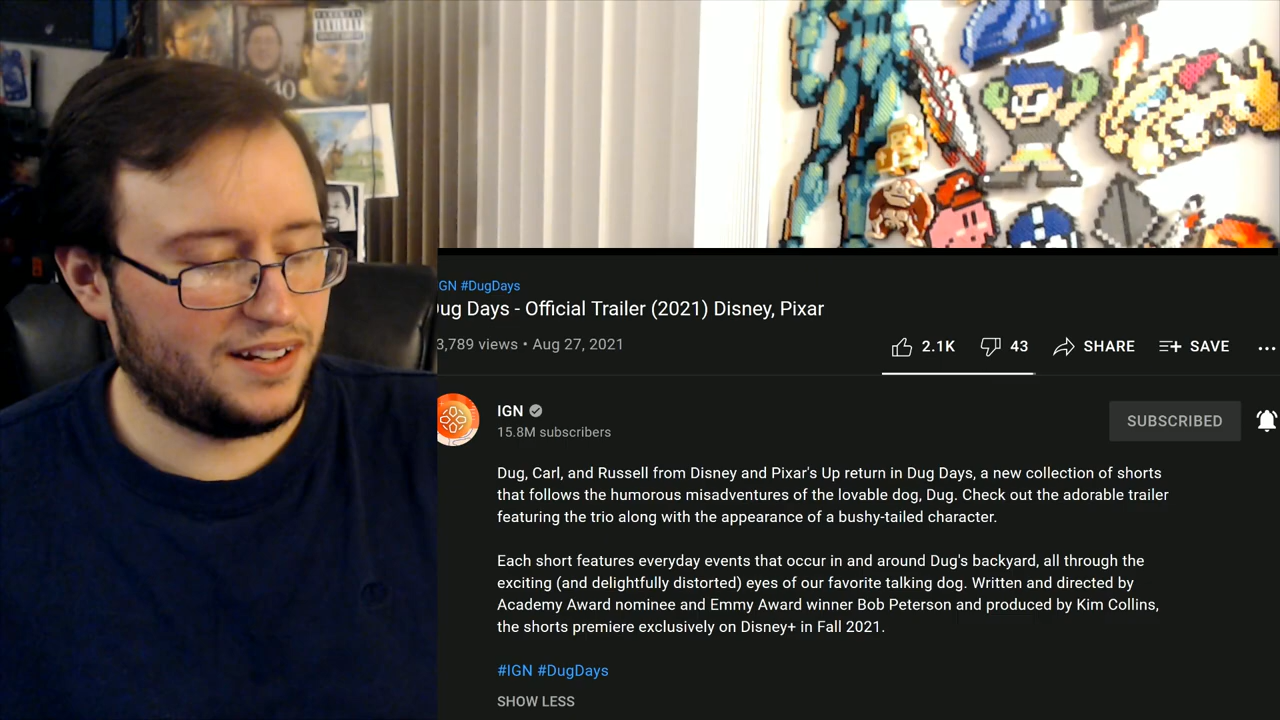 PARENTAL
ADVISORY
40
IGN #DugDays
Dug Days - Official Trailer (2021) Disney, Pixar
3,789 views • Aug 27, 2021
2.1K
43
SHARE
SAVE
IGN
15.8M subscribers
SUBSCRIBED
Dug, Carl, and Russell from Disney and Pixar's Up return in Dug Days, a new collection of shorts
that follows the humorous misadventures of the lovable dog, Dug. Check out the adorable trailer
featuring the trio along with the appearance of a bushy-tailed character.
Each short features everyday events that occur in and around Dug's backyard, all through the
exciting (and delightfully distorted) eyes of our favorite talking dog. Written and directed by
Academy Award nominee and Emmy Award winner Bob Peterson and produced by Kim Collins,
the shorts premiere exclusively on Disney+ in Fall 2021.
#IGN #DugDays
SHOW LESS